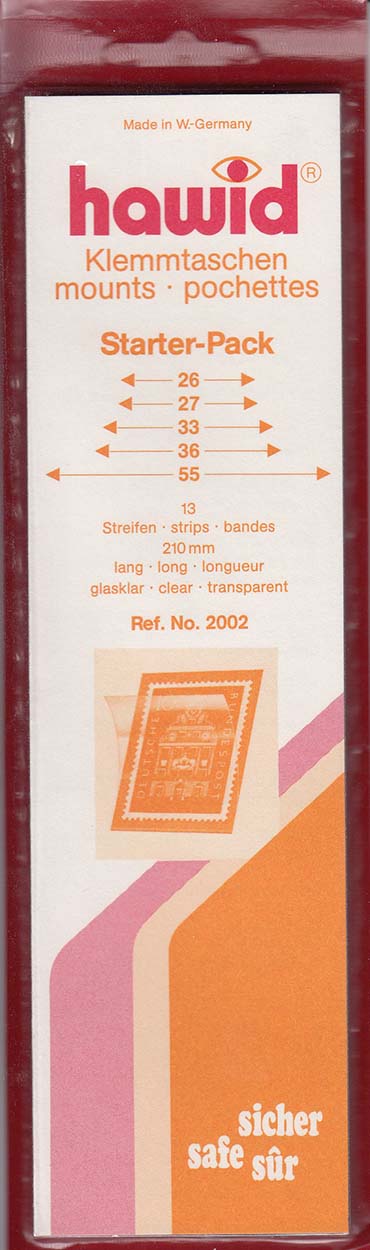 Made in W.-Germany
hawid®
Klemmtaschen
mounts · pochettes
Starter-Pack
26
27
33
36
55
13
Streifen · strips · bandes
210 mm
lang · long · longueur
glasklar · clear · transparent
Ref. No. 2002
DEUTSCHE BUNDESPOST
sicher
safe sûr